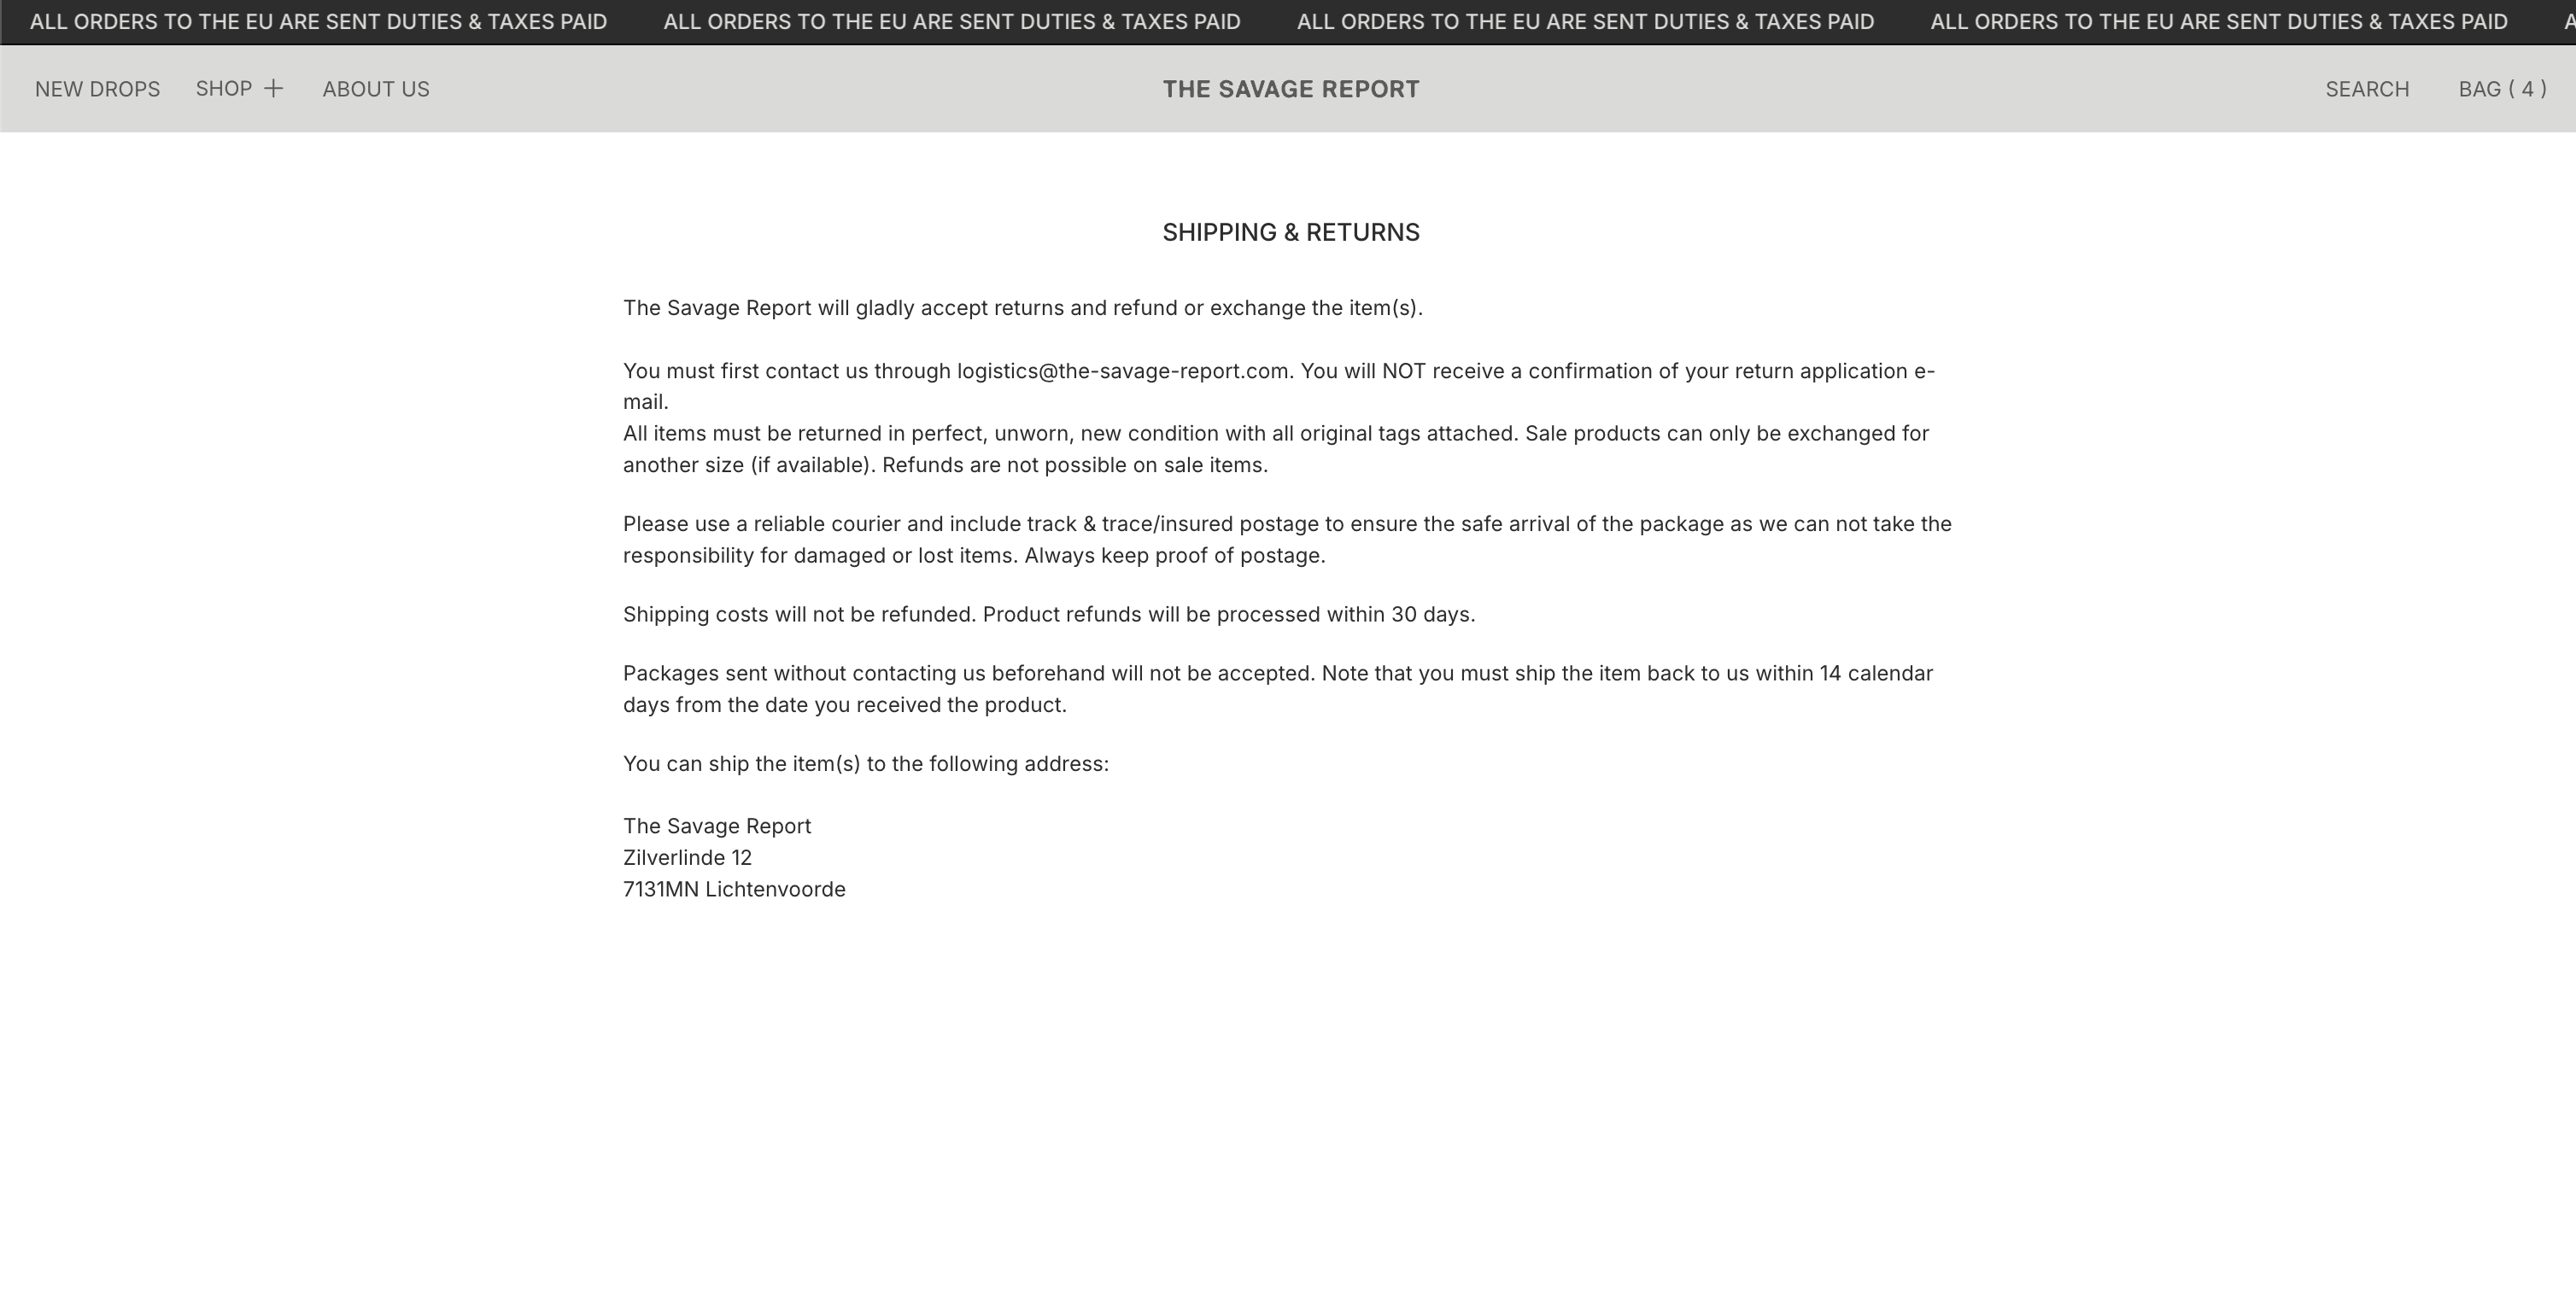 ALL ORDERS TO THE EU ARE SENT DUTIES & TAXES PAID ALL ORDERS TO THE EU ARE SENT DUTIES & TAXES PAID ALL ORDERS TO THE EU ARE SENT DUTIES & TAXES PAID ALL ORDERS TO THE EU ARE SENT DUTIES & TAXES PAID A
NEW DROPS SHOP + ABOUT US THE SAVAGE REPORT SEARCH BAG ( 4 )
SHIPPING & RETURNS
The Savage Report will gladly accept returns and refund or exchange the item(s).
You must first contact us through logistics@the-savage-report.com. You will NOT receive a confirmation of your return application e-
mail.
All items must be returned in perfect, unworn, new condition with all original tags attached. Sale products can only be exchanged for
another size (if available). Refunds are not possible on sale items.
Please use a reliable courier and include track & trace/insured postage to ensure the safe arrival of the package as we can not take the
responsibility for damaged or lost items. Always keep proof of postage.
Shipping costs will not be refunded. Product refunds will be processed within 30 days.
Packages sent without contacting us beforehand will not be accepted. Note that you must ship the item back to us within 14 calendar
days from the date you received the product.
You can ship the item(s) to the following address:
The Savage Report
Zilverlinde 12
7131MN Lichtenvoorde